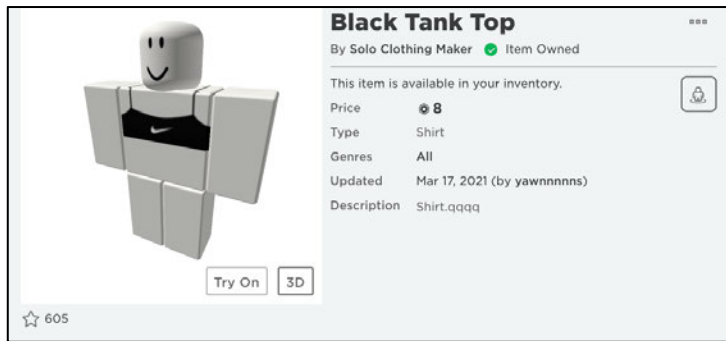 Black Tank Top
By Solo Clothing Maker Item Owned
This item is available in your inventory.
Price 8
Type Shirt
Genres All
Updated Mar 17, 2021 (by yawnnnnns)
Description Shirt.qqqq
Try On 3D
605